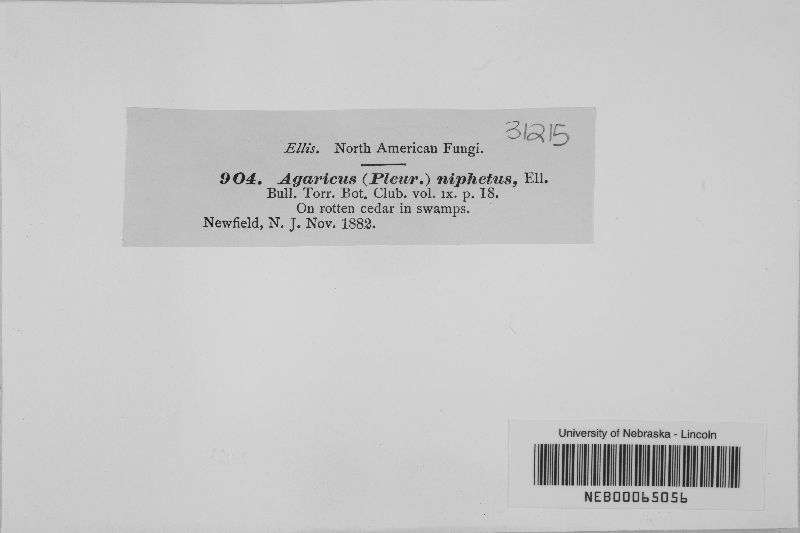 31215
Ellis. North American Fungi.
904. Agaricus (Pleur.) niphetus, Ell.
Bull. Torr. Bot. Club. vol. IX. p. 18.
On rotten cedar in swamps.
Newfield, N. J. Nov. 1882.
University of Nebraska - Lincoln
NEB00065056